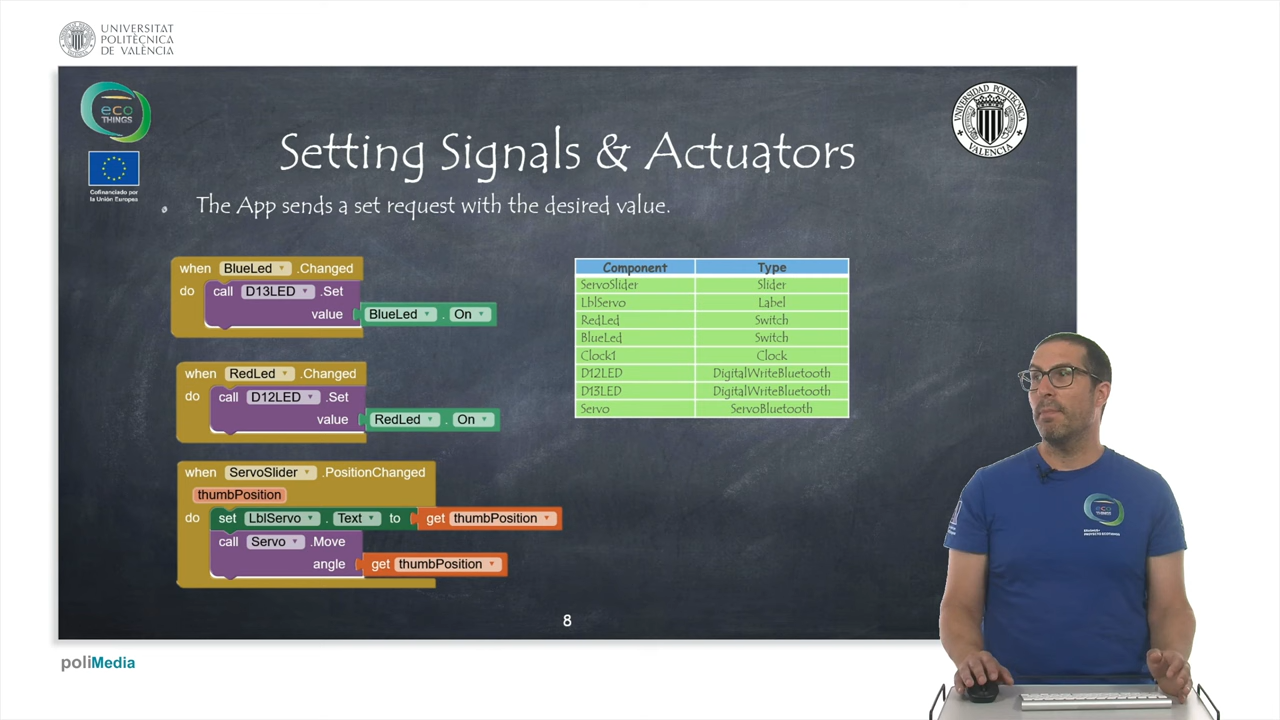 UNIVERSITAT
POLITÈCNICA
DE VALÈNCIA
eco
THINGS
Cofinanciado por
la Unión Europea
UNIVERSIDAD POLITECNICA
VALENCIA
Setting Signals & Actuators
The App sends a set request with the desired value.
when BlueLed .Changed
do call D13LED .Set
value BlueLed . On
when RedLed .Changed
do call D12LED .Set
value RedLed . On
when ServoSlider .PositionChanged
thumbPosition
do set LblServo . Text to get thumbPosition
call Servo .Move
angle get thumbPosition
Component Type
ServoSlider Slider
LblServo Label
RedLed Switch
BlueLed Switch
Clock1 Clock
D12LED DigitalWriteBluetooth
D13LED DigitalWriteBluetooth
Servo ServoBluetooth
8
eco
poliMedia